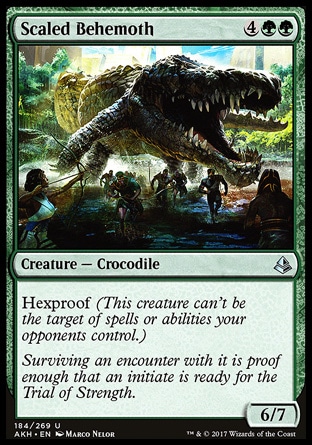 Scaled Behemoth 4
Creature — Crocodile
Hexproof (This creature can't be
the target of spells or abilities your
opponents control.)
Surviving an encounter with it is proof
enough that an initiate is ready for the
Trial of Strength.
6/7
184/269 U
AKH • EN Marco Nelor
™ & © 2017 Wizards of the Coast